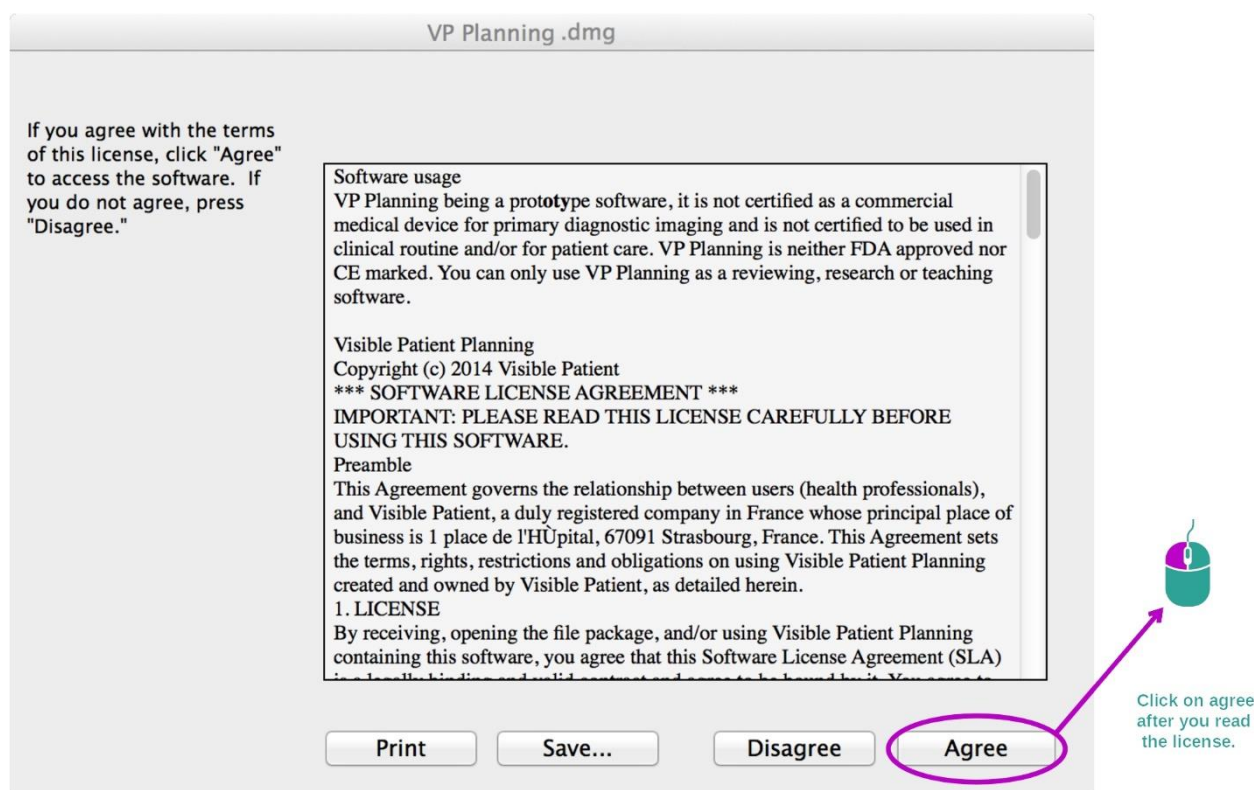 VP Planning .dmg
If you agree with the terms
of this license, click "Agree"
to access the software.  If
you do not agree, press
"Disagree."
Software usage
VP Planning being a prototype software, it is not certified as a commercial
medical device for primary diagnostic imaging and is not certified to be used in
clinical routine and/or for patient care. VP Planning is neither FDA approved nor
CE marked. You can only use VP Planning as a reviewing, research or teaching
software.
Visible Patient Planning
Copyright (c) 2014 Visible Patient
*** SOFTWARE LICENSE AGREEMENT ***
IMPORTANT: PLEASE READ THIS LICENSE CAREFULLY BEFORE
USING THIS SOFTWARE.
Preamble
This Agreement governs the relationship between users (health professionals),
and Visible Patient, a duly registered company in France whose principal place of
business is 1 place de l'HÙpital, 67091 Strasbourg, France. This Agreement sets
the terms, rights, restrictions and obligations on using Visible Patient Planning
created and owned by Visible Patient, as detailed herein.
1. LICENSE
By receiving, opening the file package, and/or using Visible Patient Planning
containing this software, you agree that this Software License Agreement (SLA)
Print
Save...
Disagree
Agree
Click on agree
after you read
the license.